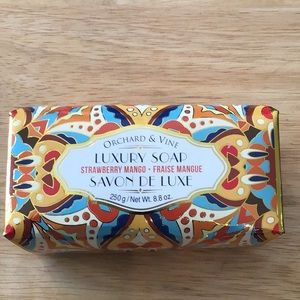 ORCHARD & VINE
LUXURY SOAP
STRAWBERRY MANGO • FRAISE MANGUE
SAVON DE LUXE
250 g / Net Wt. 8.8 oz.